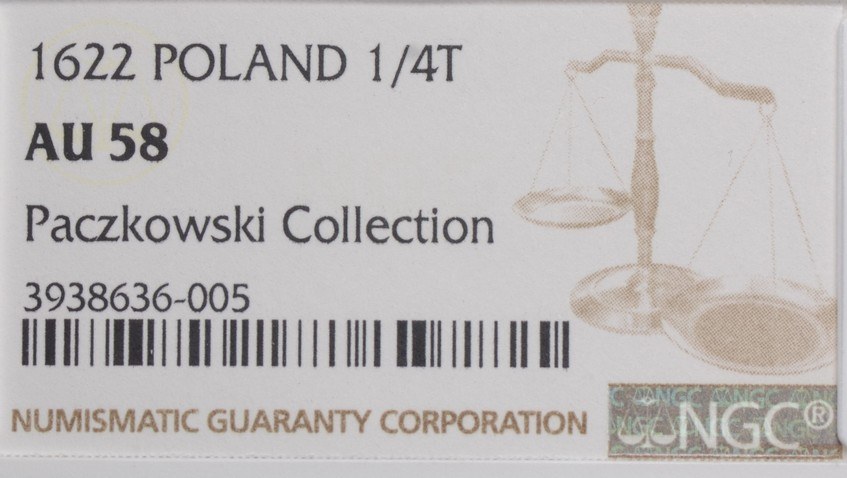 1622 POLAND 1/4T
AU 58
Paczkowski Collection
3938636-005
NUMISMATIC GUARANTY CORPORATION
NGC®